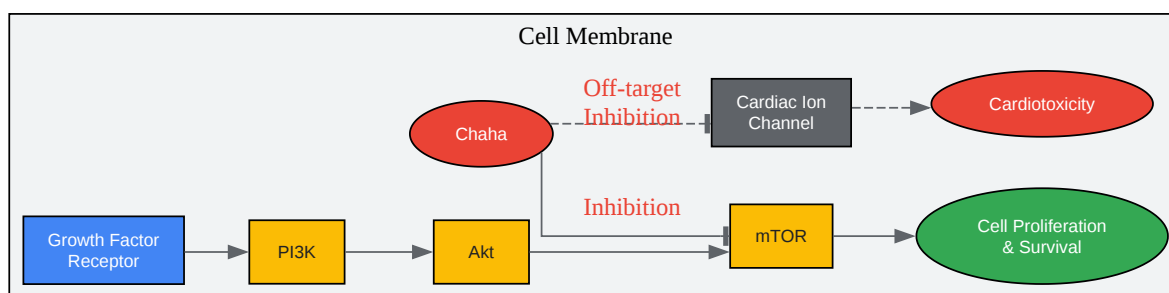 Cell Membrane
Off-target
Inhibition
Chaha
Cardiac Ion
Channel
Cardiotoxicity
Inhibition
Growth Factor
Receptor
PI3K
Akt
mTOR
Cell Proliferation
& Survival